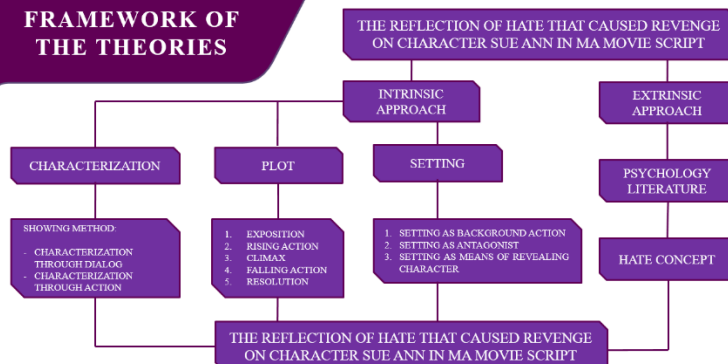 FRAMEWORK OF
THE THEORIES
THE REFLECTION OF HATE THAT CAUSED REVENGE
ON CHARACTER SUE ANN IN MA MOVIE SCRIPT
INTRINSIC
APPROACH
EXTRINSIC
APPROACH
CHARACTERIZATION
PLOT
SETTING
PSYCHOLOGY
LITERATURE
SHOWING METHOD:
- CHARACTERIZATION
THROUGH DIALOG
- CHARACTERIZATION
THROUGH ACTION
1. EXPOSITION
2. RISING ACTION
3. CLIMAX
4. FALLING ACTION
5. RESOLUTION
1. SETTING AS BACKGROUND ACTION
2. SETTING AS ANTAGONIST
3. SETTING AS MEANS OF REVEALING
CHARACTER
HATE CONCEPT
THE REFLECTION OF HATE THAT CAUSED REVENGE
ON CHARACTER SUE ANN IN MA MOVIE SCRIPT